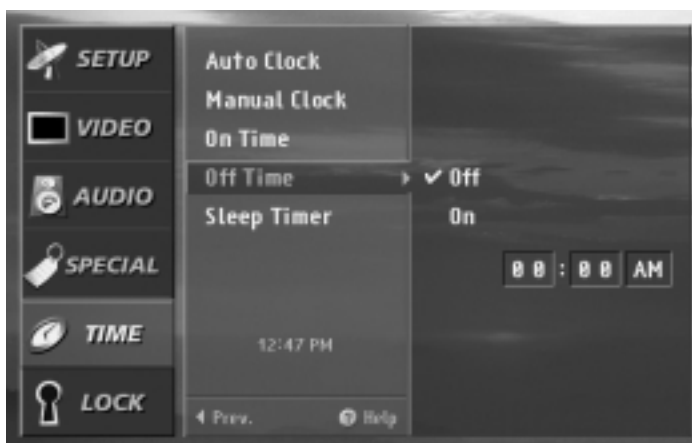 SETUP
VIDEO
AUDIO
SPECIAL
TIME
LOCK
Auto Clock
Manual Clock
On Time
Off Time
Sleep Timer
12:47 PM
Prev.
Help
Off
On
00 : 00 AM